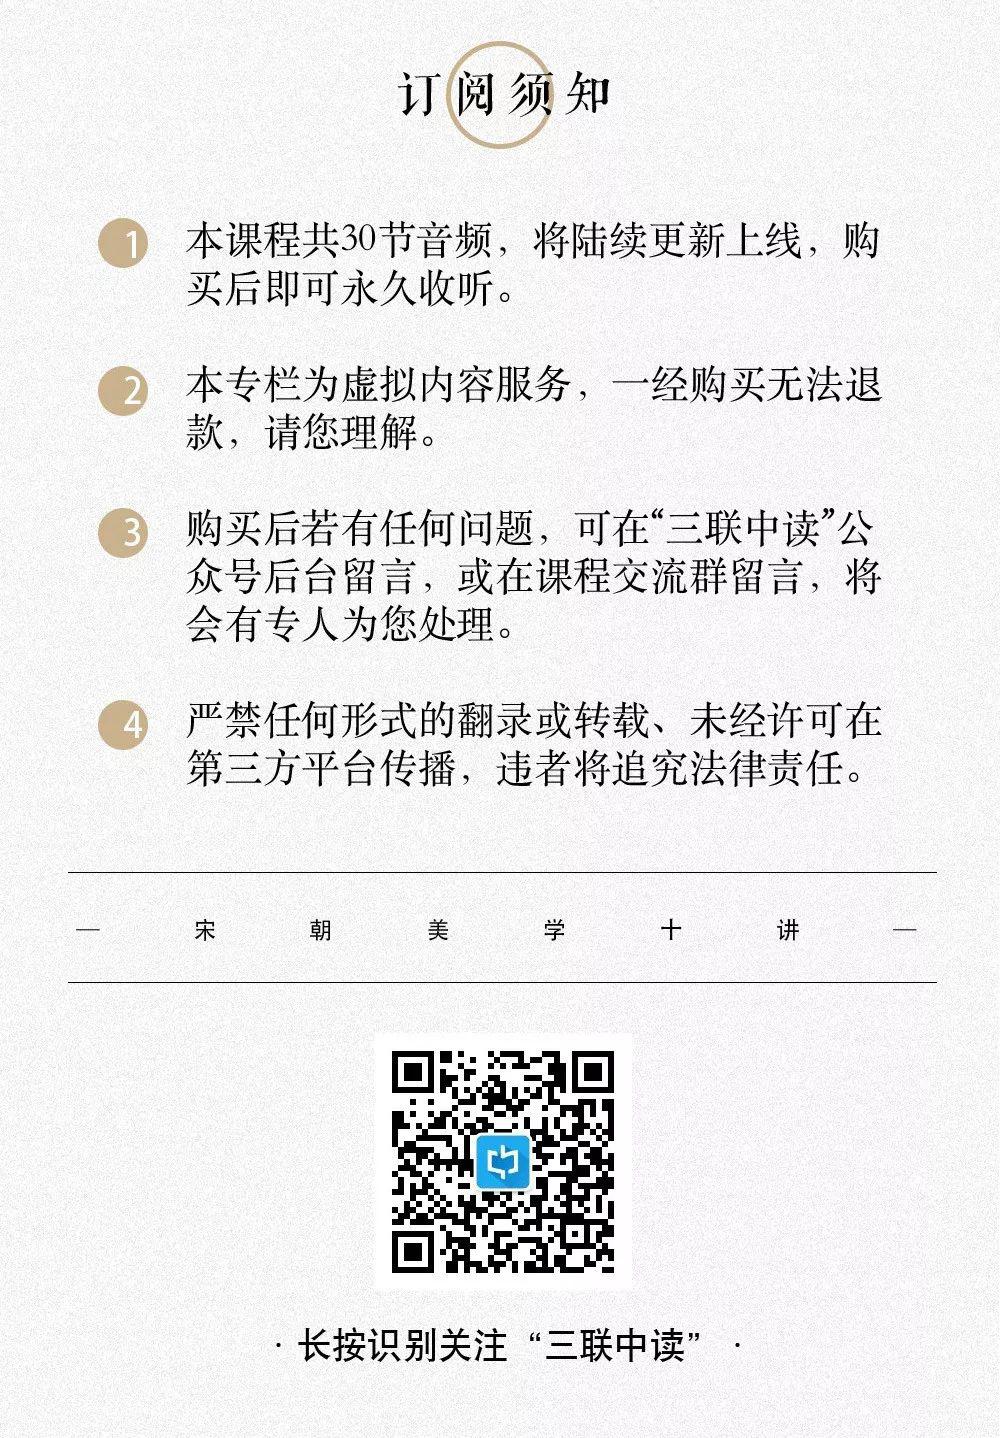 订阅须知
1 本课程共30节音频，将陆续更新上线，购
买后即可永久收听。
2 本专栏为虚拟内容服务，一经购买无法退
款，请您理解。
3 购买后若有任何问题，可在“三联中读”公
众号后台留言，或在课程交流群留言，将
会有专人为您处理。
4 严禁任何形式的翻录或转载、未经许可在
第三方平台传播，违者将追究法律责任。
— 宋朝美学十讲 —
· 长按识别关注 “三联中读” ·